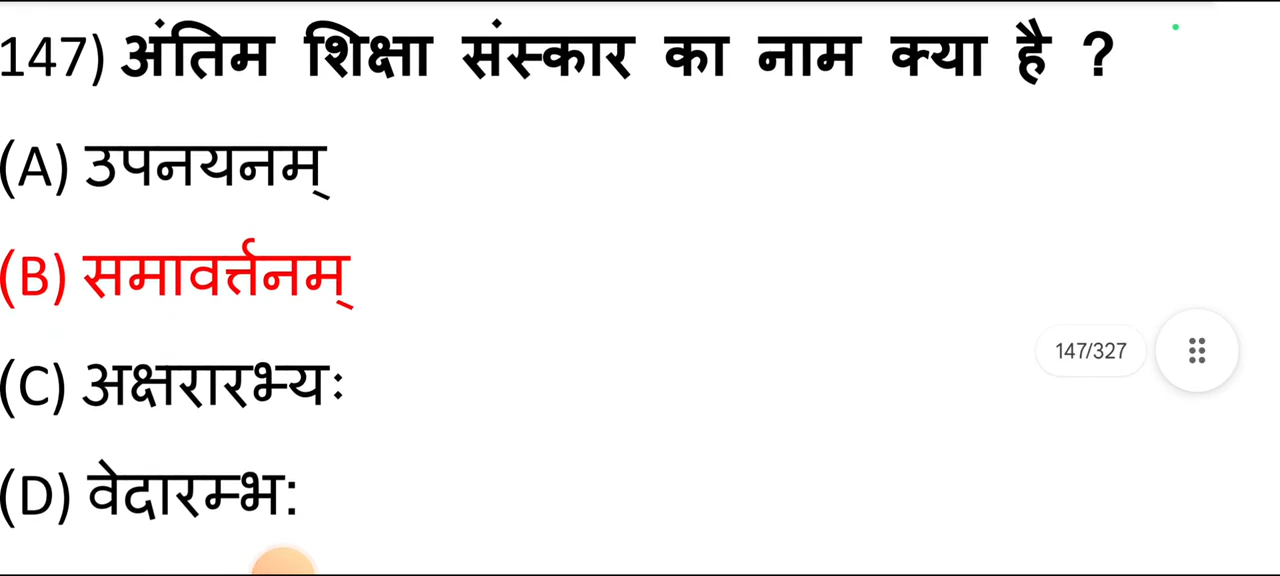 147) अंतिम शिक्षा संस्कार का नाम क्या है ?
(A) उपनयनम्
(B) समावर्त्तनम्
(C) अक्षरारभ्यः
(D) वेदारम्भ:
147/327